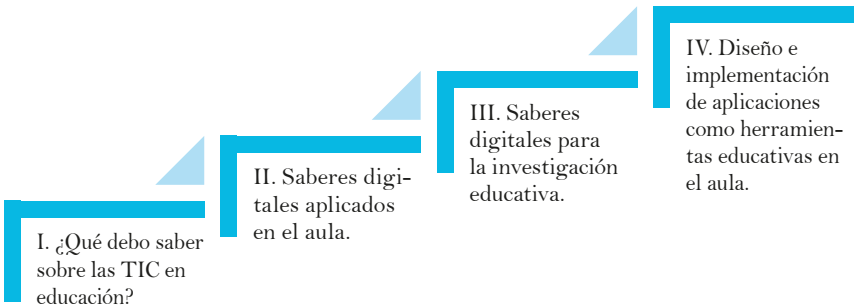 I. ¿Qué debo saber
sobre las TIC en
educación?
II. Saberes digi-
tales aplicados
en el aula.
III. Saberes
digitales para
la investigación
educativa.
IV. Diseño e
implementación
de aplicaciones
como herramien-
tas educativas en
el aula.